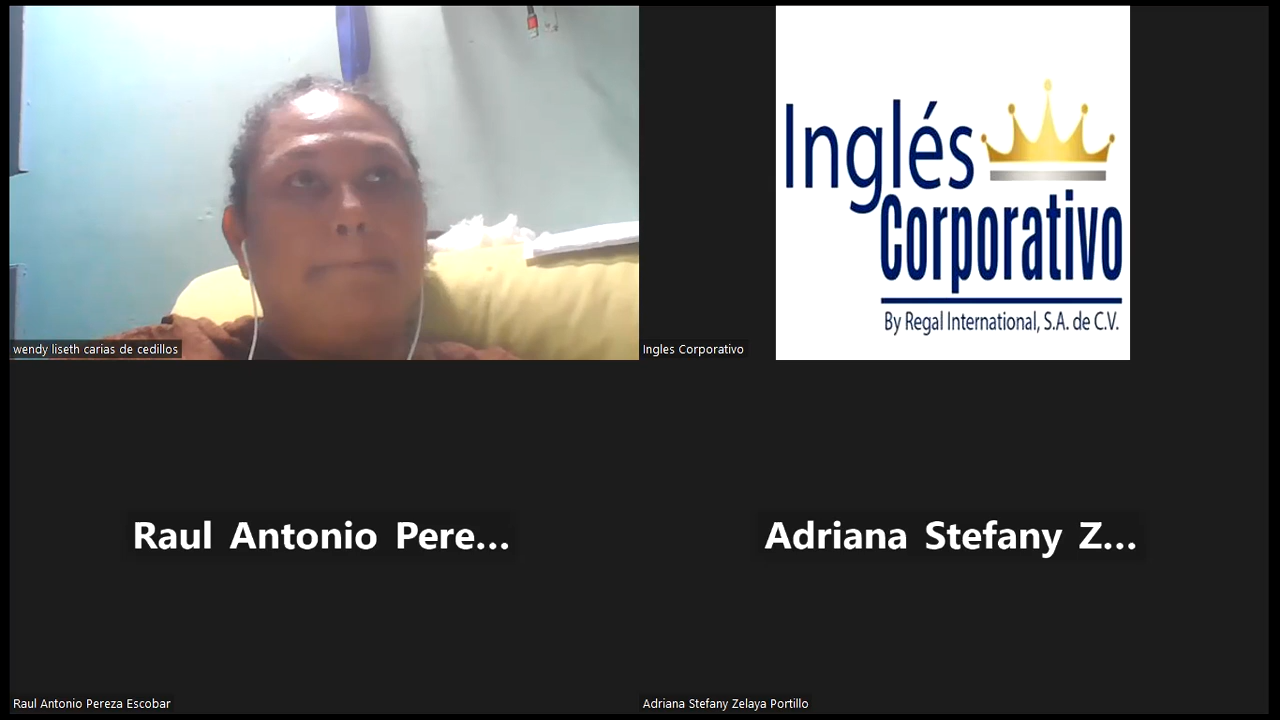 wendy liseth carias de cedillos
Inglés
Corporativo
By Regal International, S.A. de C.V.
Ingles Corporativo
Raul Antonio Pere...
Adriana Stefany Z...
Raul Antonio Pereza Escobar
Adriana Stefany Zelaya Portillo